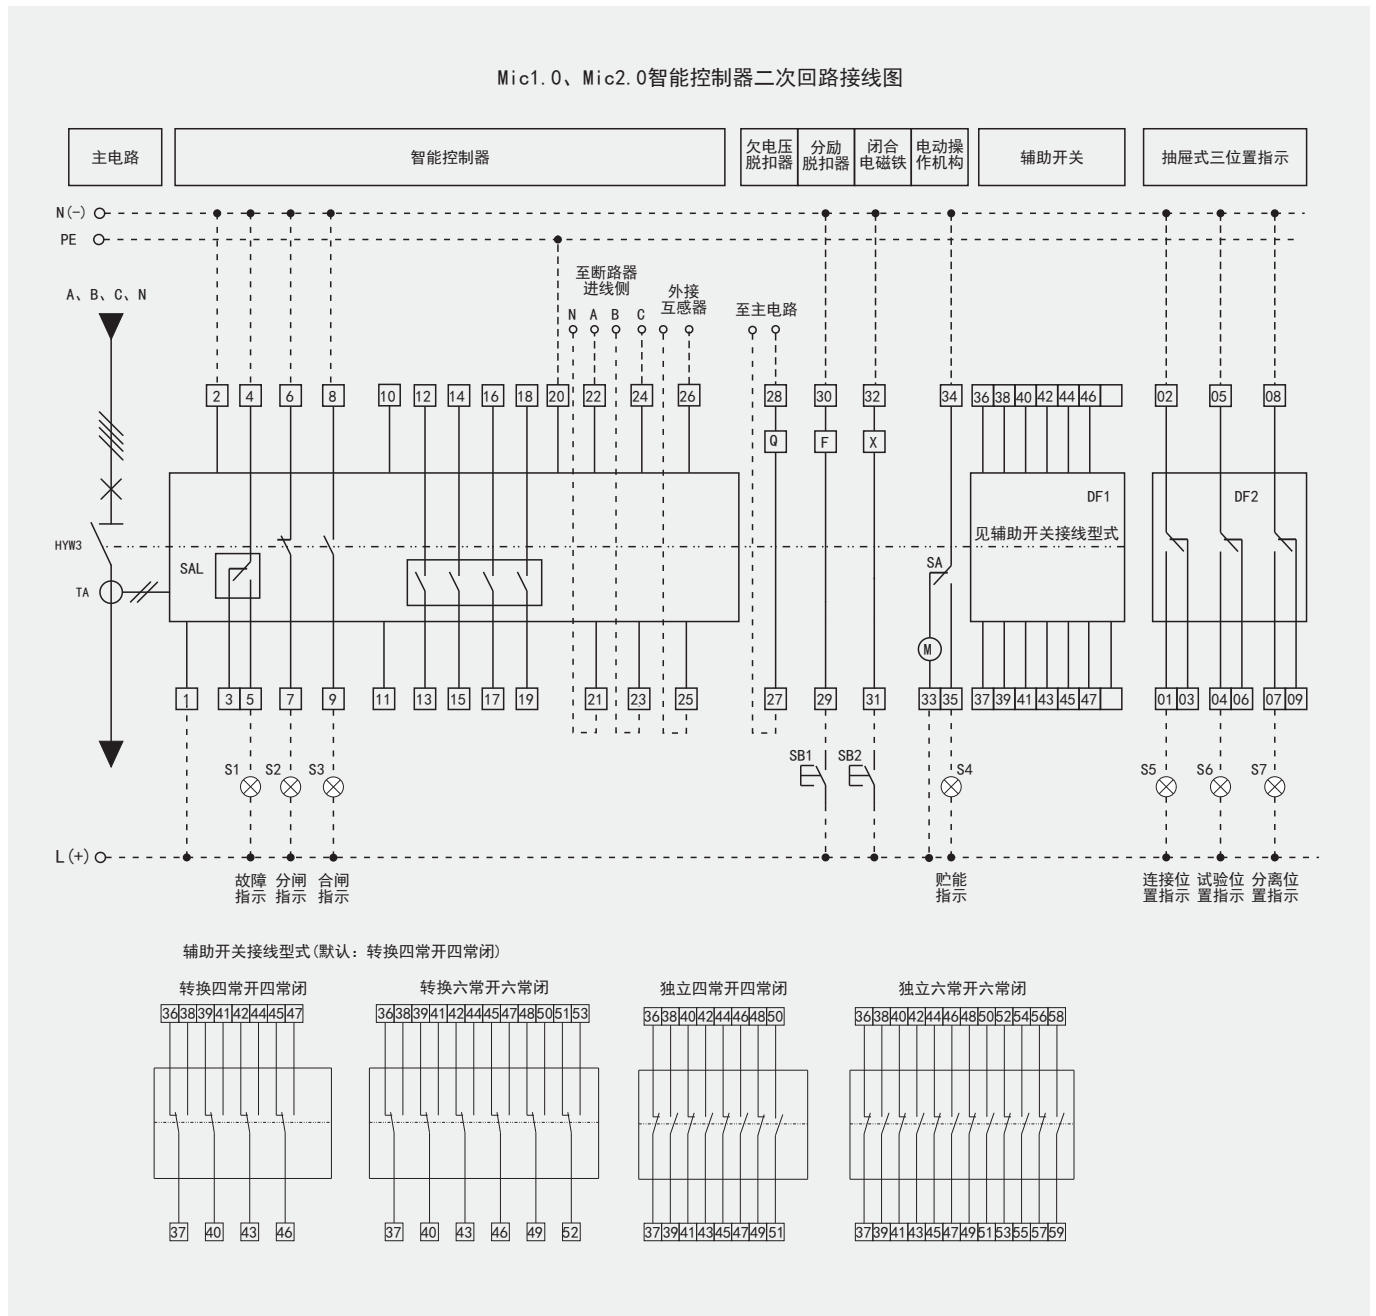 Mic1.0、Mic2.0智能控制器二次回路接线图
主电路 智能控制器 欠电压 分励 闭合 电动操 辅助开关 抽屉式三位置指示
脱扣器 脱扣器 电磁铁 作机构
N(-)
PE
至断路器
进线侧
外接
互感器
A、B、C、N
至主电路
N A B C
2 4 6 8 10 12 14 16 18 20 22 24 26 28 30 32 34 36 38 40 42 44 46 02 05 08
Q F X
DF1 DF2
见辅助开关接线型式
HYW3
SAL SA
TA
M
1 3 5 7 9 11 13 15 17 19 21 23 25 27 29 31 33 35 37 39 41 43 45 47 01 03 04 06 07 09
SB1 SB2
S1 S2 S3 S4 S5 S6 S7
L(+)
故障 分闸 合闸 贮能 连接位 试验位 分离位
指示 指示 指示 指示 置指示 置指示 置指示
辅助开关接线型式(默认: 转换四常开四常闭)
转换四常开四常闭 转换六常开六常闭 独立四常开四常闭 独立六常开六常闭
36 38 39 41 42 44 45 47 36 38 39 41 42 44 45 47 48 50 51 53 36 38 40 42 44 46 48 50 36 38 40 42 44 46 48 50 52 54 56 58
37 40 43 46 37 40 43 46 49 52 37 39 41 43 45 47 49 51 37 39 41 43 45 47 49 51 53 55 57 59